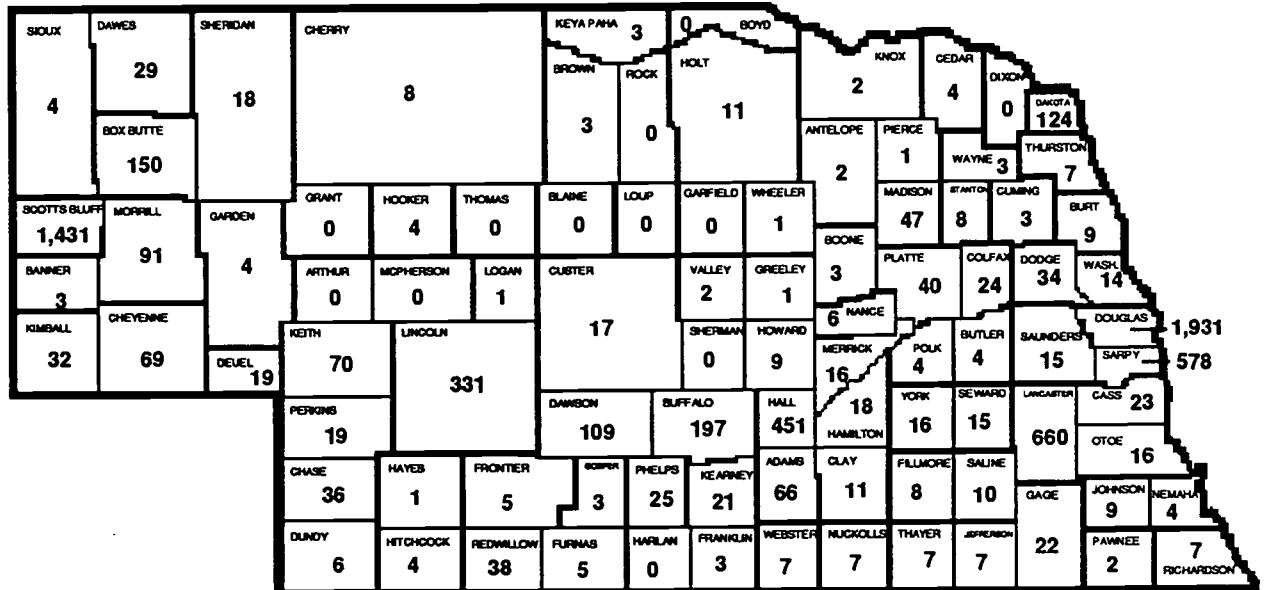 SIOUX
4
DAWES
29
SHERIDAN
18
CHERRY
8
KEYA PAHA 3
0 BOYD
BROWN
3
ROCK
0
HOLT
11
KNOX
2
CEDAR
4
DIXON
0
DAKOTA
124
BOX BUTTE
150
ANTELOPE
2
PIERCE
1
WAYNE 3
THURSTON
7
SCOTTS BLUFF
1,431
MORRILL
91
GARDEN
4
GRANT
0
HOOKER
4
THOMAS
0
BLAINE
0
LOUP
0
GARFIELD
0
WHEELER
1
MADISON
47
STANTON
8
CUMING
3
BURT
9
BANNER
3
ARTHUR
0
MCPHERSON
0
LOGAN
1
CUSTER
17
VALLEY
2
GREELEY
1
BOONE
3
PLATTE
40
COLFAX
24
DODGE
34
WASH.
14
KIMBALL
32
CHEYENNE
69
DEUEL
19
KEITH
70
LINCOLN
331
SHERMAN
0
HOWARD
9
6 NANCE
MERRICK
16
POLK
4
BUTLER
4
SAUNDERS
15
DOUGLAS
1,931
SARPY
578
PERKINS
19
DAWSON
109
BUFFALO
197
HALL
451
18
HAMILTON
YORK
16
SEWARD
15
LANCASTER
660
CASS 23
OTOE
16
CHASE
36
HAYES
1
FRONTIER
5
GOSPER
3
PHELPS
25
KEARNEY
21
ADAMS
66
CLAY
11
FILLMORE
8
SALINE
10
GAGE
22
JOHNSON
9
NEMAHA
4
DUNDY
6
HITCHCOCK
4
REDWILLOW
38
FURNAS
5
HARLAN
0
FRANKLIN
3
WEBSTER
7
NUCKOLLS
7
THAYER
7
JEFFERSON
7
PAWNEE
2
7
RICHARDSON